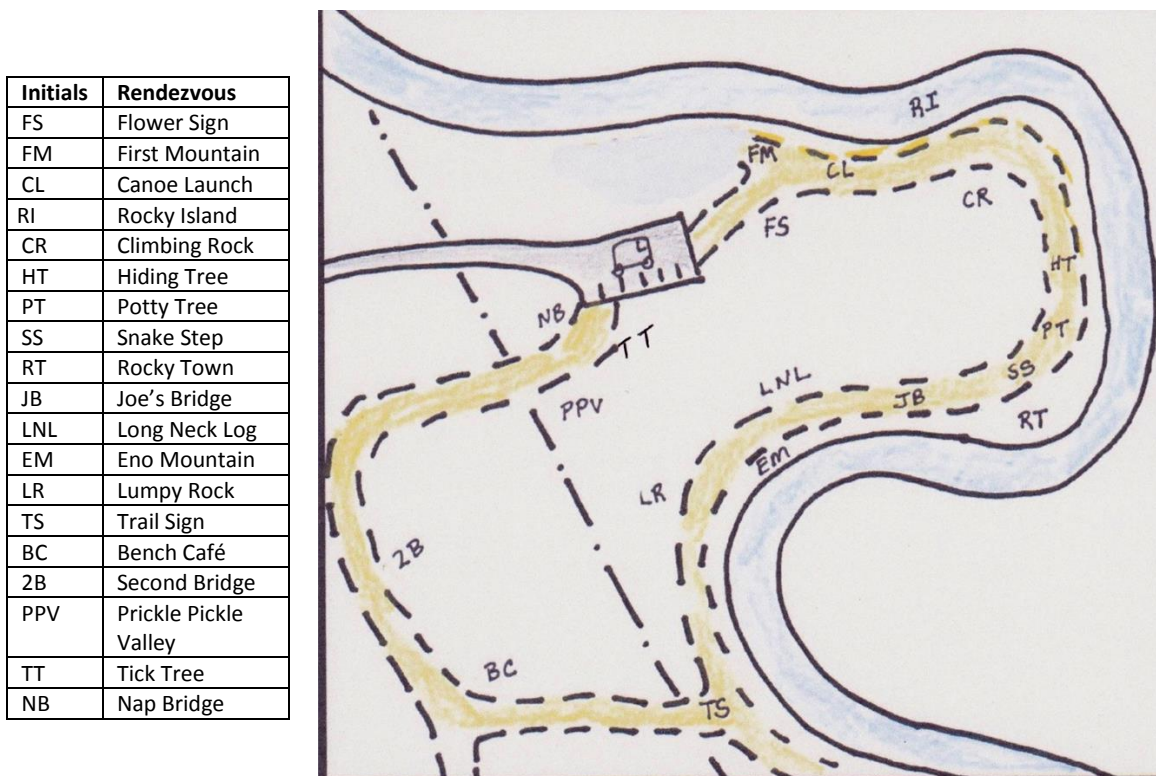 Initials Rendezvous
FS Flower Sign
FM First Mountain
CL Canoe Launch
RI Rocky Island
CR Climbing Rock
HT Hiding Tree
PT Potty Tree
SS Snake Step
RT Rocky Town
JB Joe's Bridge
LNL Long Neck Log
EM Eno Mountain
LR Lumpy Rock
TS Trail Sign
BC Bench Café
2B Second Bridge
PPV Prickle Pickle
Valley
TT Tick Tree
NB Nap Bridge
RI
FM
CL
CR
FS
HT
NB
PT
TT
SS
LNL
JB
PPV
RT
EM
LR
2B
BC
TS